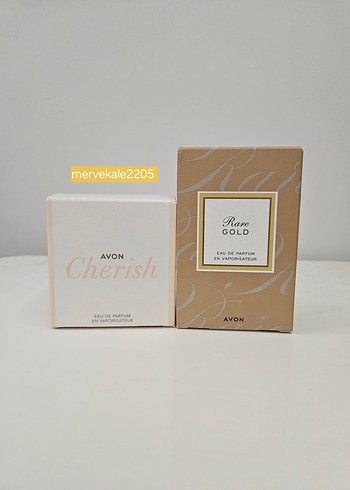 mervekale2205
AVON
Cherish
EAU DE PARFUM
EN VAPORISATEUR
Rare
GOLD
EAU DE PARFUM
EN VAPORISATEUR
AVON